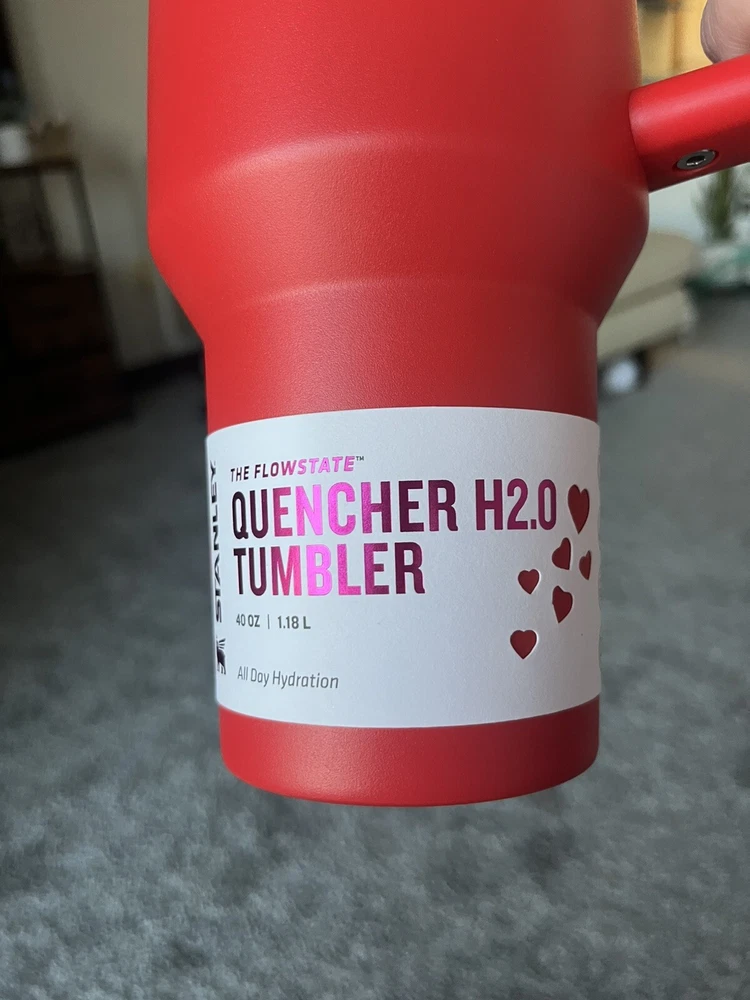 STANLEY
THE FLOWSTATE™
QUENCHER H2.0
TUMBLER
40 OZ | 1.18 L
All Day Hydration